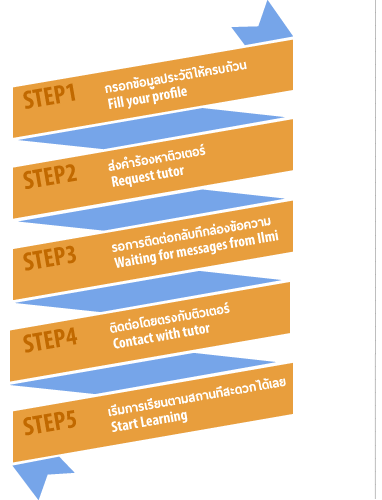 STEP1
กรอกข้อมูลประวัติให้ครบถ้วน
Fill your profile
STEP2
ส่งคำร้องหาติวเตอร์
Request tutor
STEP3
รอการติดต่อกลับที่กล่องข้อความ
Waiting for messages from Ilmi
STEP4
ติดต่อโดยตรงกับติวเตอร์
Contact with tutor
STEP5
เริ่มการเรียนตามสถานที่สะดวกได้เลย
Start Learning